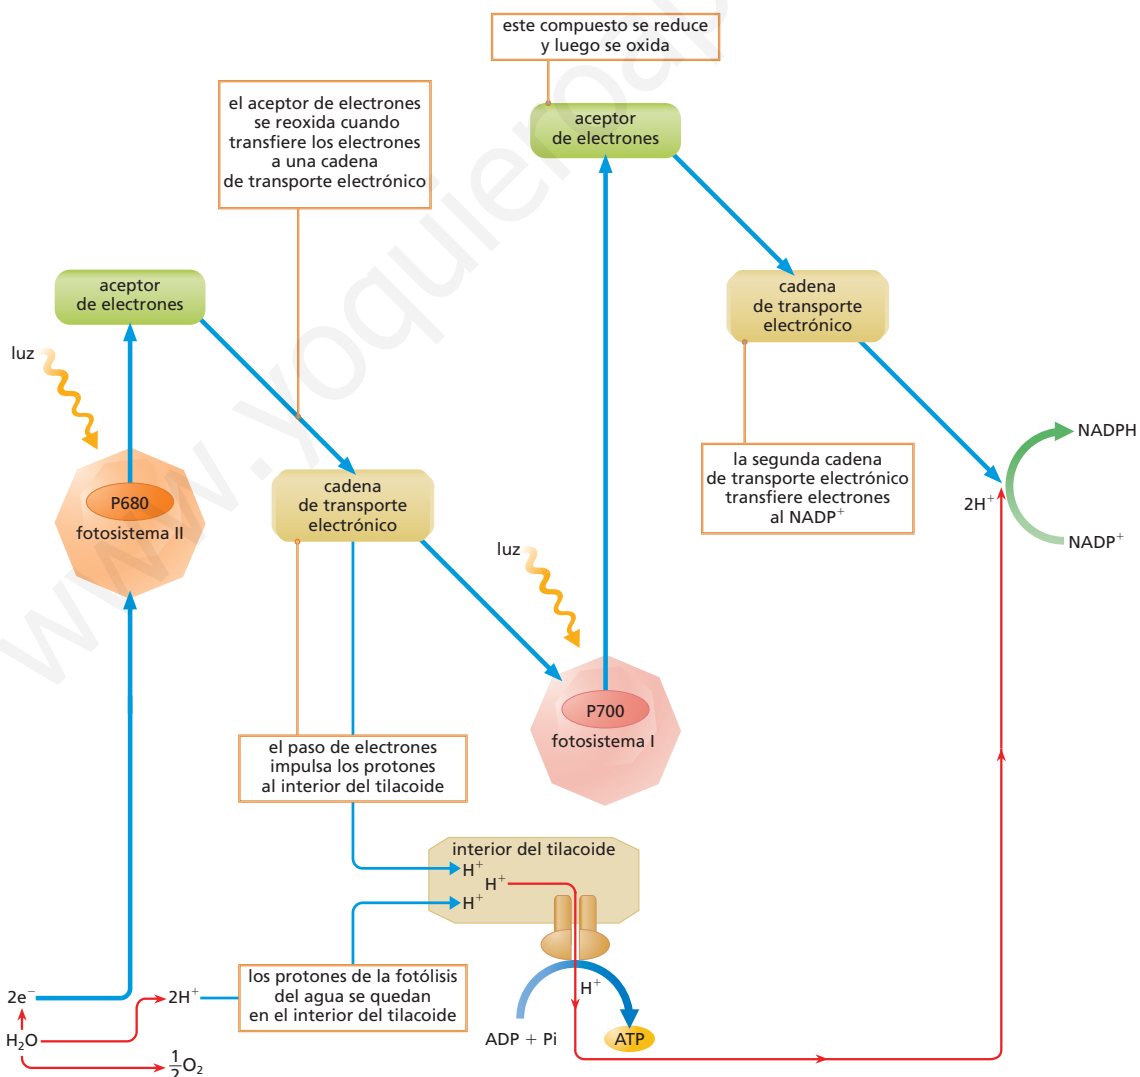 este compuesto se reduce
y luego se oxida
el aceptor de electrones
se reoxida cuando
transfiere los electrones
a una cadena
de transporte electrónico
aceptor
de electrones
aceptor
de electrones
cadena
de transporte
electrónico
luz
NADPH
la segunda cadena
de transporte electrónico
transfiere electrones
al NADP⁺
2H⁺
NADP⁺
P680
fotosistema II
cadena
de transporte
electrónico
luz
P700
fotosistema I
el paso de electrones
impulsa los protones
al interior del tilacoide
interior del tilacoide
H⁺
H⁺
H⁺
los protones de la fotólisis
del agua se quedan
en el interior del tilacoide
2e⁻
2H⁺
H₂O
½O₂
H⁺
ADP + Pi
ATP
www.yoquieroap